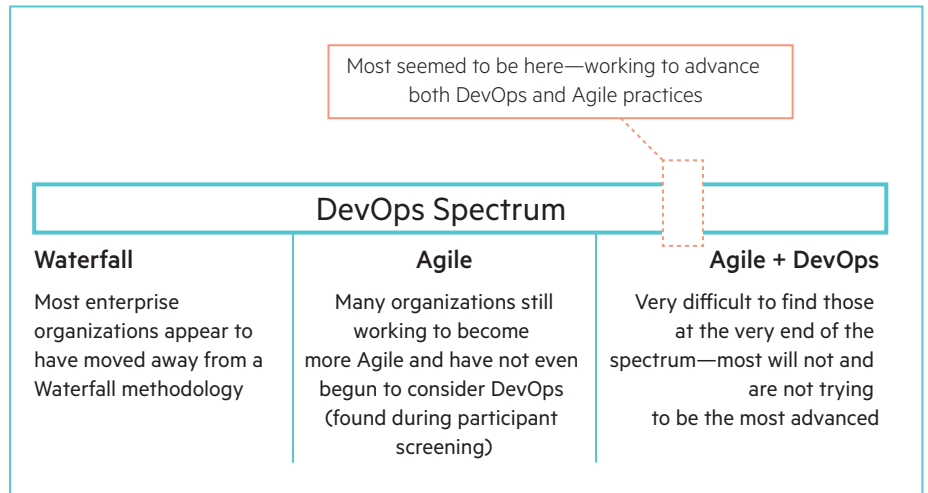 Most seemed to be here—working to advance
both DevOps and Agile practices
DevOps Spectrum
Waterfall
Most enterprise
organizations appear to
have moved away from a
Waterfall methodology
Agile
Many organizations still
working to become
more Agile and have not even
begun to consider DevOps
(found during participant
screening)
Agile + DevOps
Very difficult to find those
at the very end of the
spectrum—most will not and
are not trying
to be the most advanced